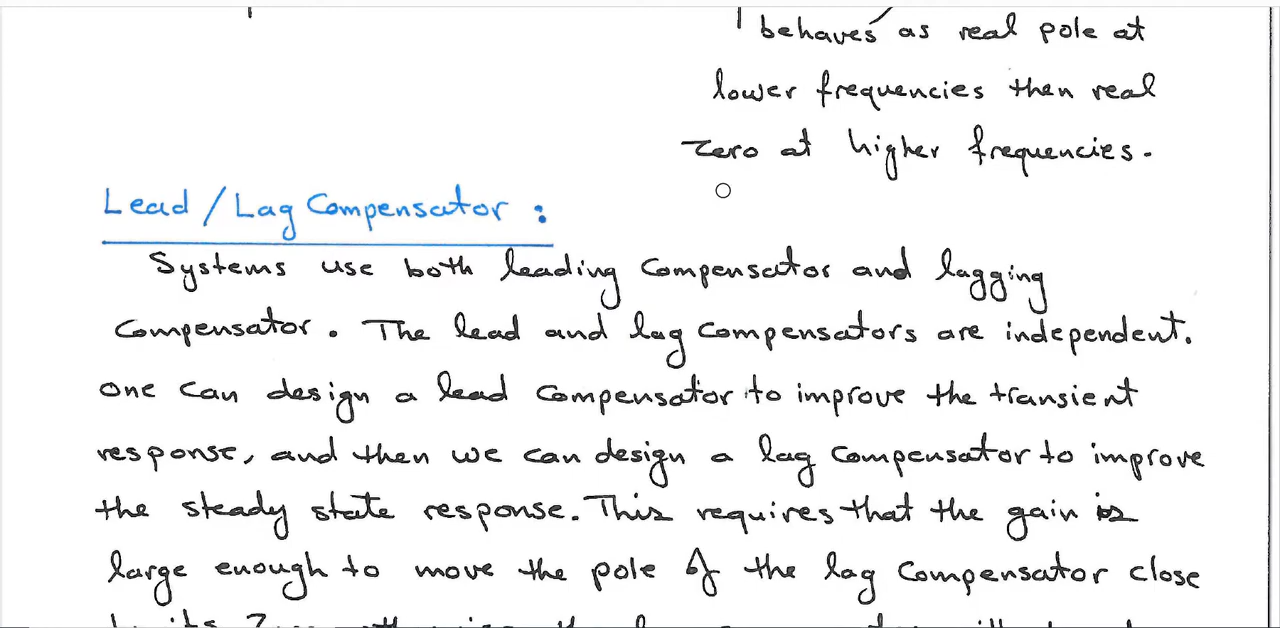 behaves as real pole at
lower frequencies then real
zero at higher frequencies.
Lead / Lag Compensator :
Systems use both leading compensator and lagging
compensator. The lead and lag compensators are independent.
One can design a lead compensator to improve the transient
response, and then we can design a lag compensator to improve
the steady state response. This requires that the gain is
large enough to move the pole of the lag compensator close